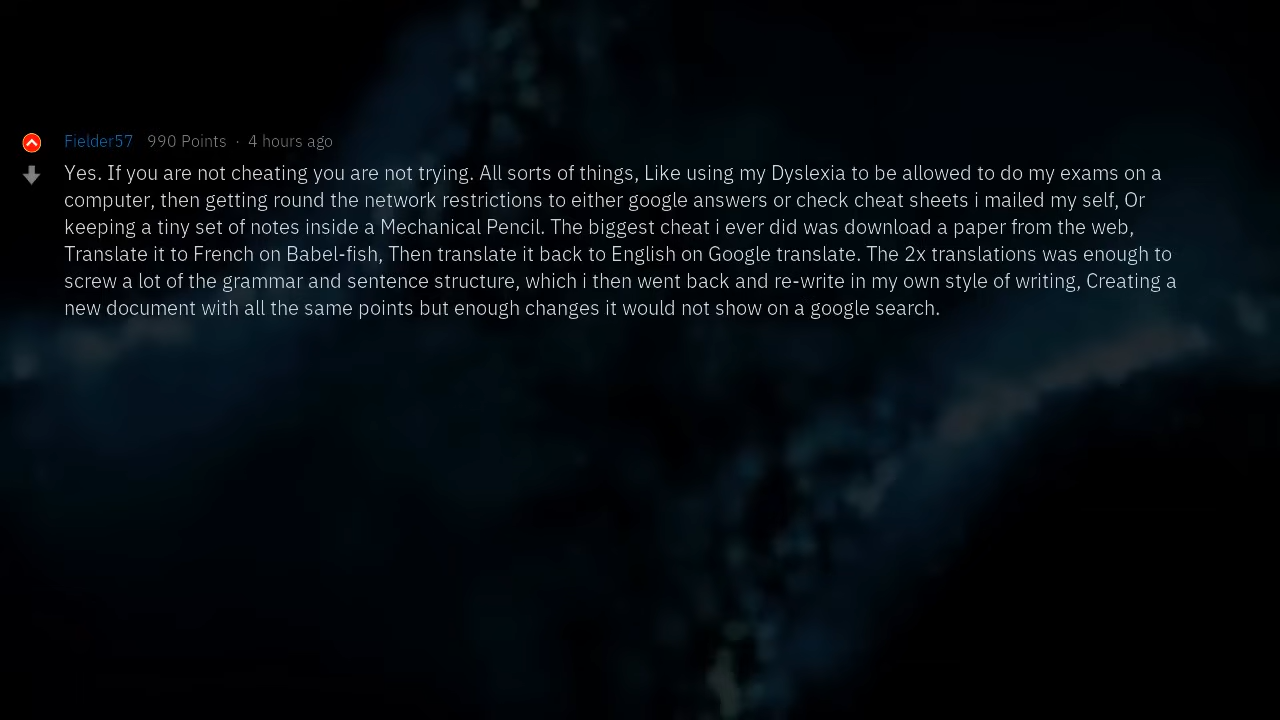 Fielder57 990 Points · 4 hours ago
Yes. If you are not cheating you are not trying. All sorts of things, Like using my Dyslexia to be allowed to do my exams on a
computer, then getting round the network restrictions to either google answers or check cheat sheets i mailed my self, Or
keeping a tiny set of notes inside a Mechanical Pencil. The biggest cheat i ever did was download a paper from the web,
Translate it to French on Babel-fish, Then translate it back to English on Google translate. The 2x translations was enough to
screw a lot of the grammar and sentence structure, which i then went back and re-write in my own style of writing, Creating a
new document with all the same points but enough changes it would not show on a google search.